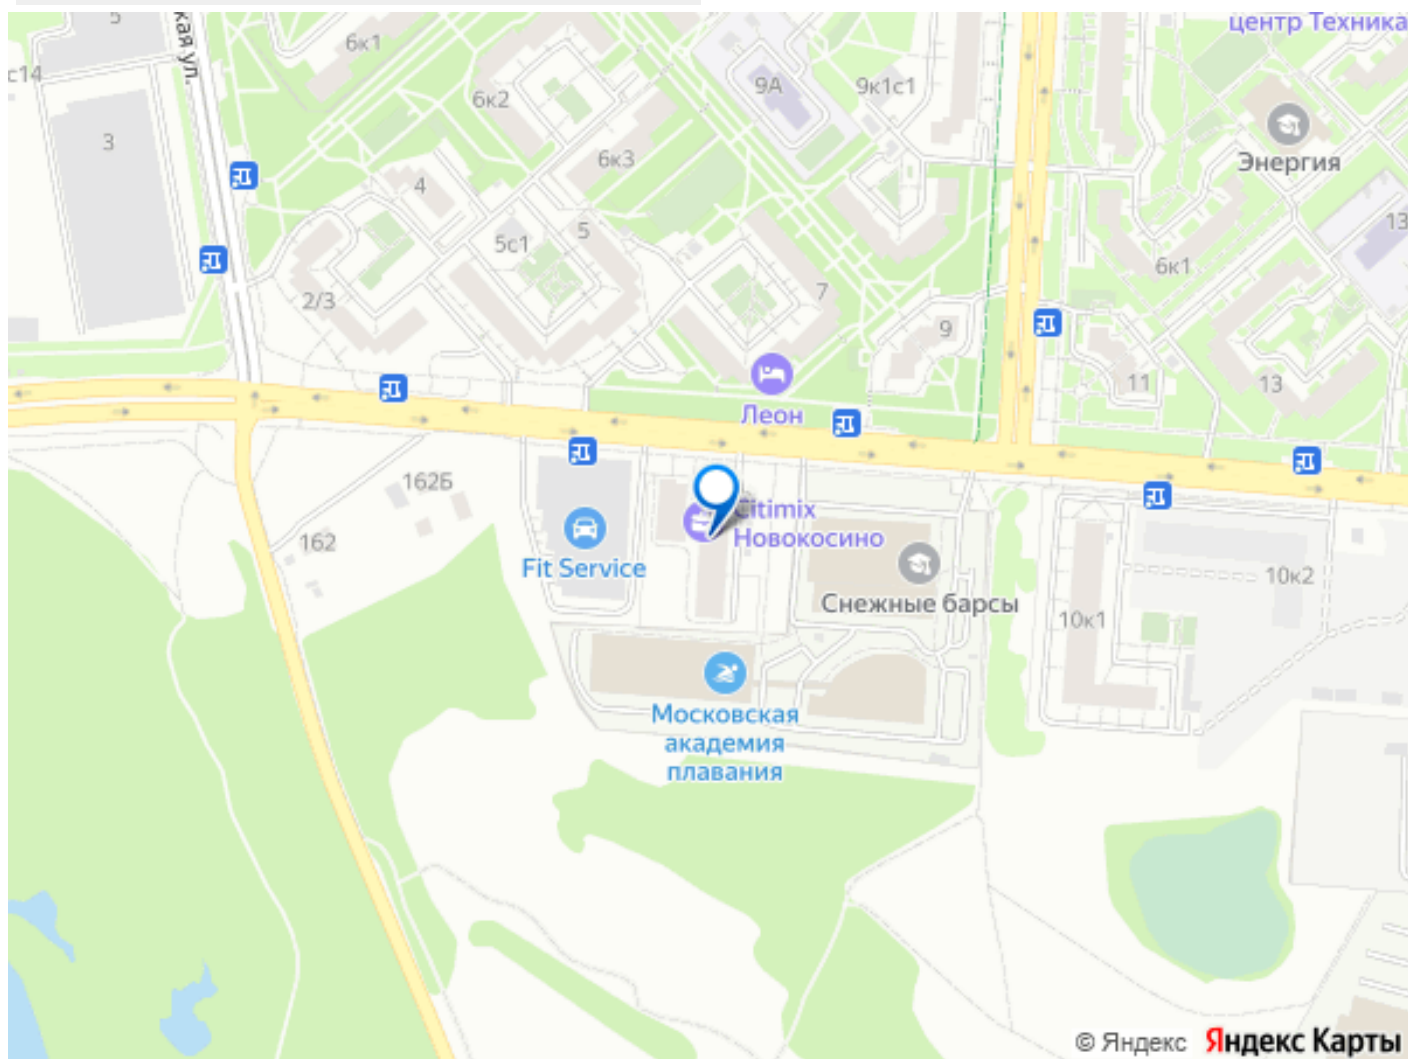 центр Техника
5
6к1
кая ул.
с14
6к2
9А
9к1с1
3
6к3
Энергия
4
5
5с1
13
6к1
7
2/3
9
11
13
Леон
162Б
Citimix
Новокосино
162
Fit Service
Снежные барсы
10к2
10к1
Московская
академия
плавания
© Яндекс Яндекс Карты